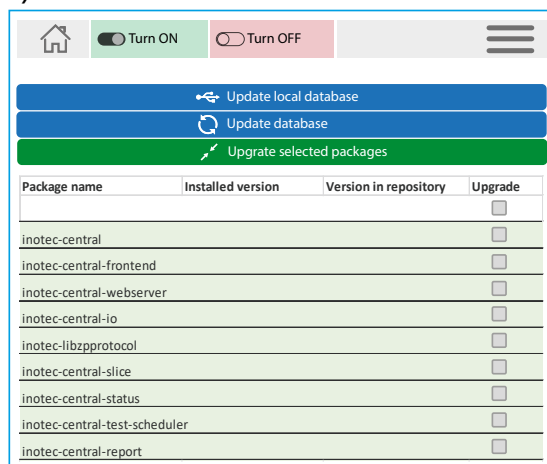 Turn ON Turn OFF
Update local database
Update database
Upgrate selected packages
Package name Installed version Version in repository Upgrade
inotec-central
inotec-central-frontend
inotec-central-webserver
inotec-central-io
inotec-libzpprotocol
inotec-central-slice
inotec-central-status
inotec-central-test-scheduler
inotec-central-report